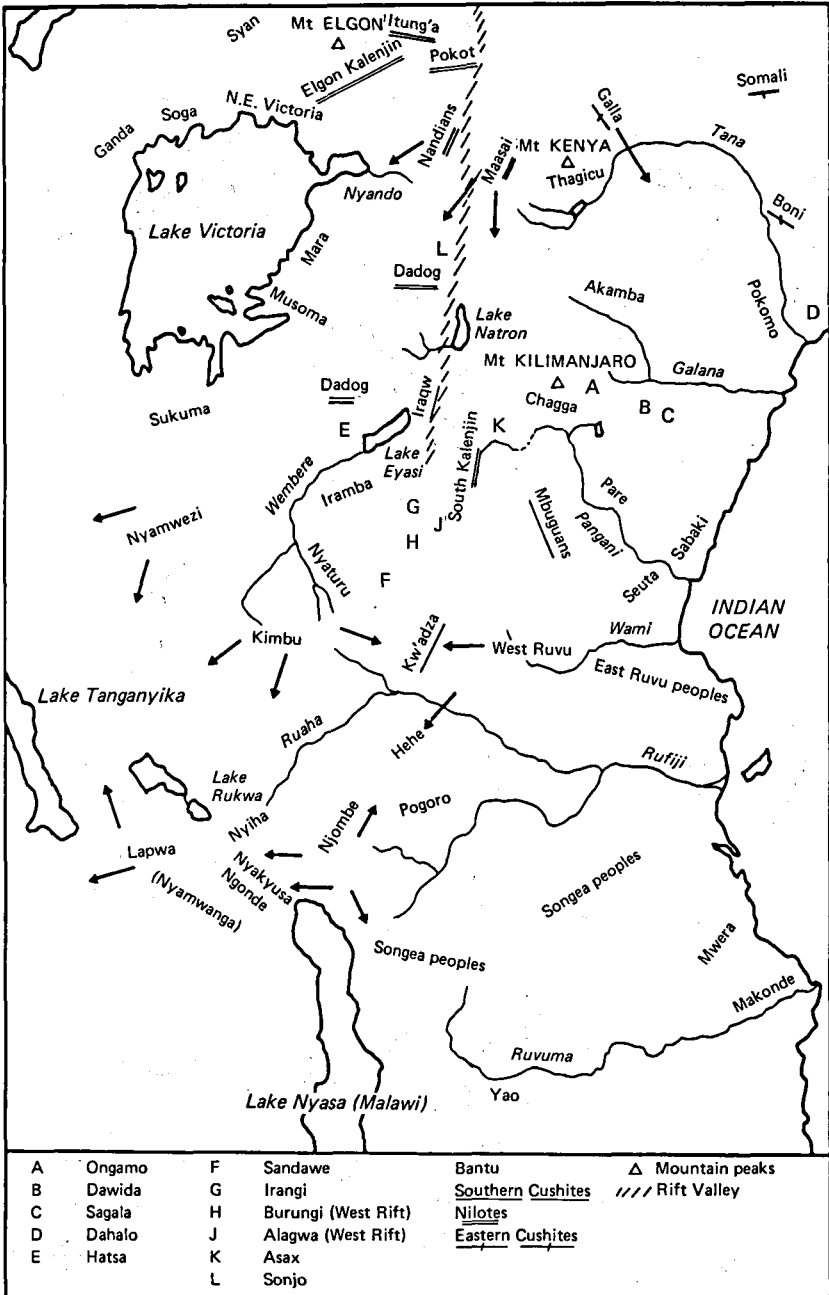 Syan
Mt ELGON
Itung'a
Elgon Kalenjin
Pokot
Somali
Galla
Ganda
Soga
N.E. Victoria
Nandians
Maasai
Mt KENYA
Thagicu
Tana
Nyando
Boni
Lake Victoria
Mara
L
Dadog
Musoma
Akamba
Pokomo
D
Lake
Natron
Mt KILIMANJARO
Galana
Chagga
A
B
C
Sukuma
Dadog
Iraqw
E
Lake
Eyasi
K
South Kalenjin
Wembere
Iramba
G
J
H
Mbuguans
Pare
Pangani
Sabaki
Nyamwezi
Nyaturu
F
Seuta
INDIAN
OCEAN
Kimbu
Kw'adza
West Ruvu
Wami
East Ruvu peoples
Lake Tanganyika
Ruaha
Hehe
Rufiji
Lake
Rukwa
Nyiha
Njombe
Pogoro
Lapwa
(Nyamwanga)
Nyakyusa
Ngonde
Songea peoples
Songea peoples
Mwera
Makonde
Ruvuma
Yao
Lake Nyasa (Malawi)
A Ongamo F Sandawe Bantu △ Mountain peaks
B Dawida G Irangi Southern Cushites //// Rift Valley
C Sagala H Burungi (West Rift) Nilotes
D Dahalo J Alagwa (West Rift) Eastern Cushites
E Hatsa K Asax
L Sonjo